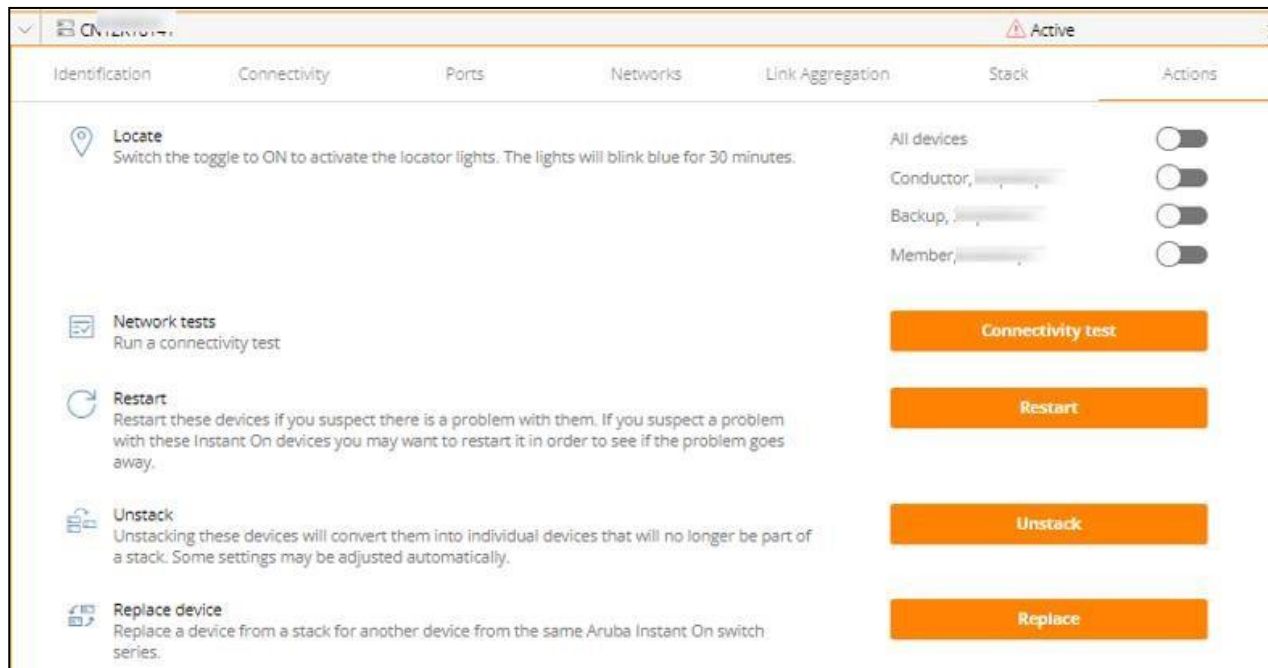 Active
Identification Connectivity Ports Networks Link Aggregation Stack Actions
Locate
Switch the toggle to ON to activate the locator lights. The lights will blink blue for 30 minutes.
All devices
Conductor,
Backup,
Member,
Network tests
Run a connectivity test
Connectivity test
Restart
Restart these devices if you suspect there is a problem with them. If you suspect a problem
with these Instant On devices you may want to restart it in order to see if the problem goes
away.
Restart
Unstack
Unstacking these devices will convert them into individual devices that will no longer be part of
a stack. Some settings may be adjusted automatically.
Unstack
Replace device
Replace a device from a stack for another device from the same Aruba Instant On switch
series.
Replace